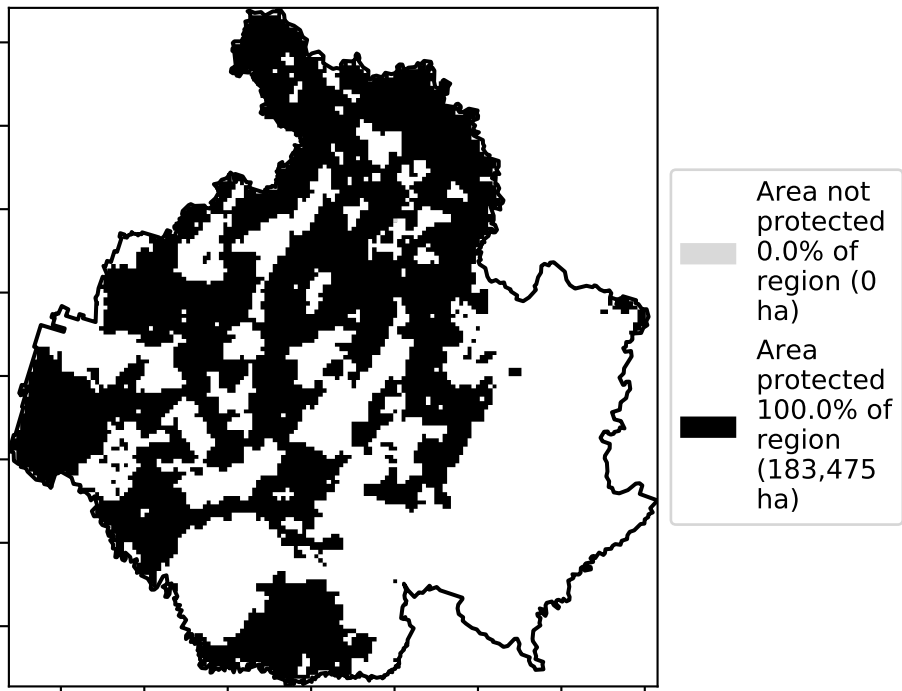 Area not
protected
0.0% of
region (0
ha)
Area
protected
100.0% of
region
(183,475
ha)